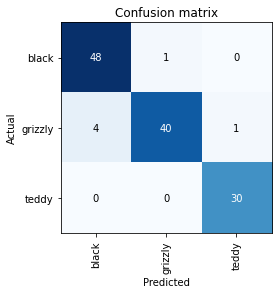 Confusion matrix
Actual
black 48 1 0
grizzly 4 40 1
teddy 0 0 30
black grizzly teddy
Predicted